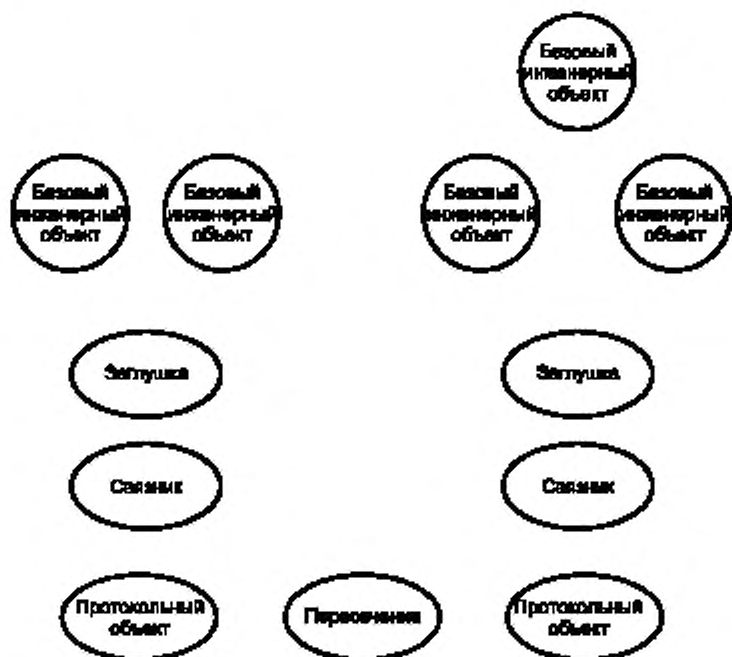 Базовый
инженерный
объект
Базовый
инженерный
объект
Базовый
инженерный
объект
Базовый
инженерный
объект
Базовый
инженерный
объект
Заглушка
Заглушка
Связник
Связник
Протокольный
объект
Пересечение
Протокольный
объект